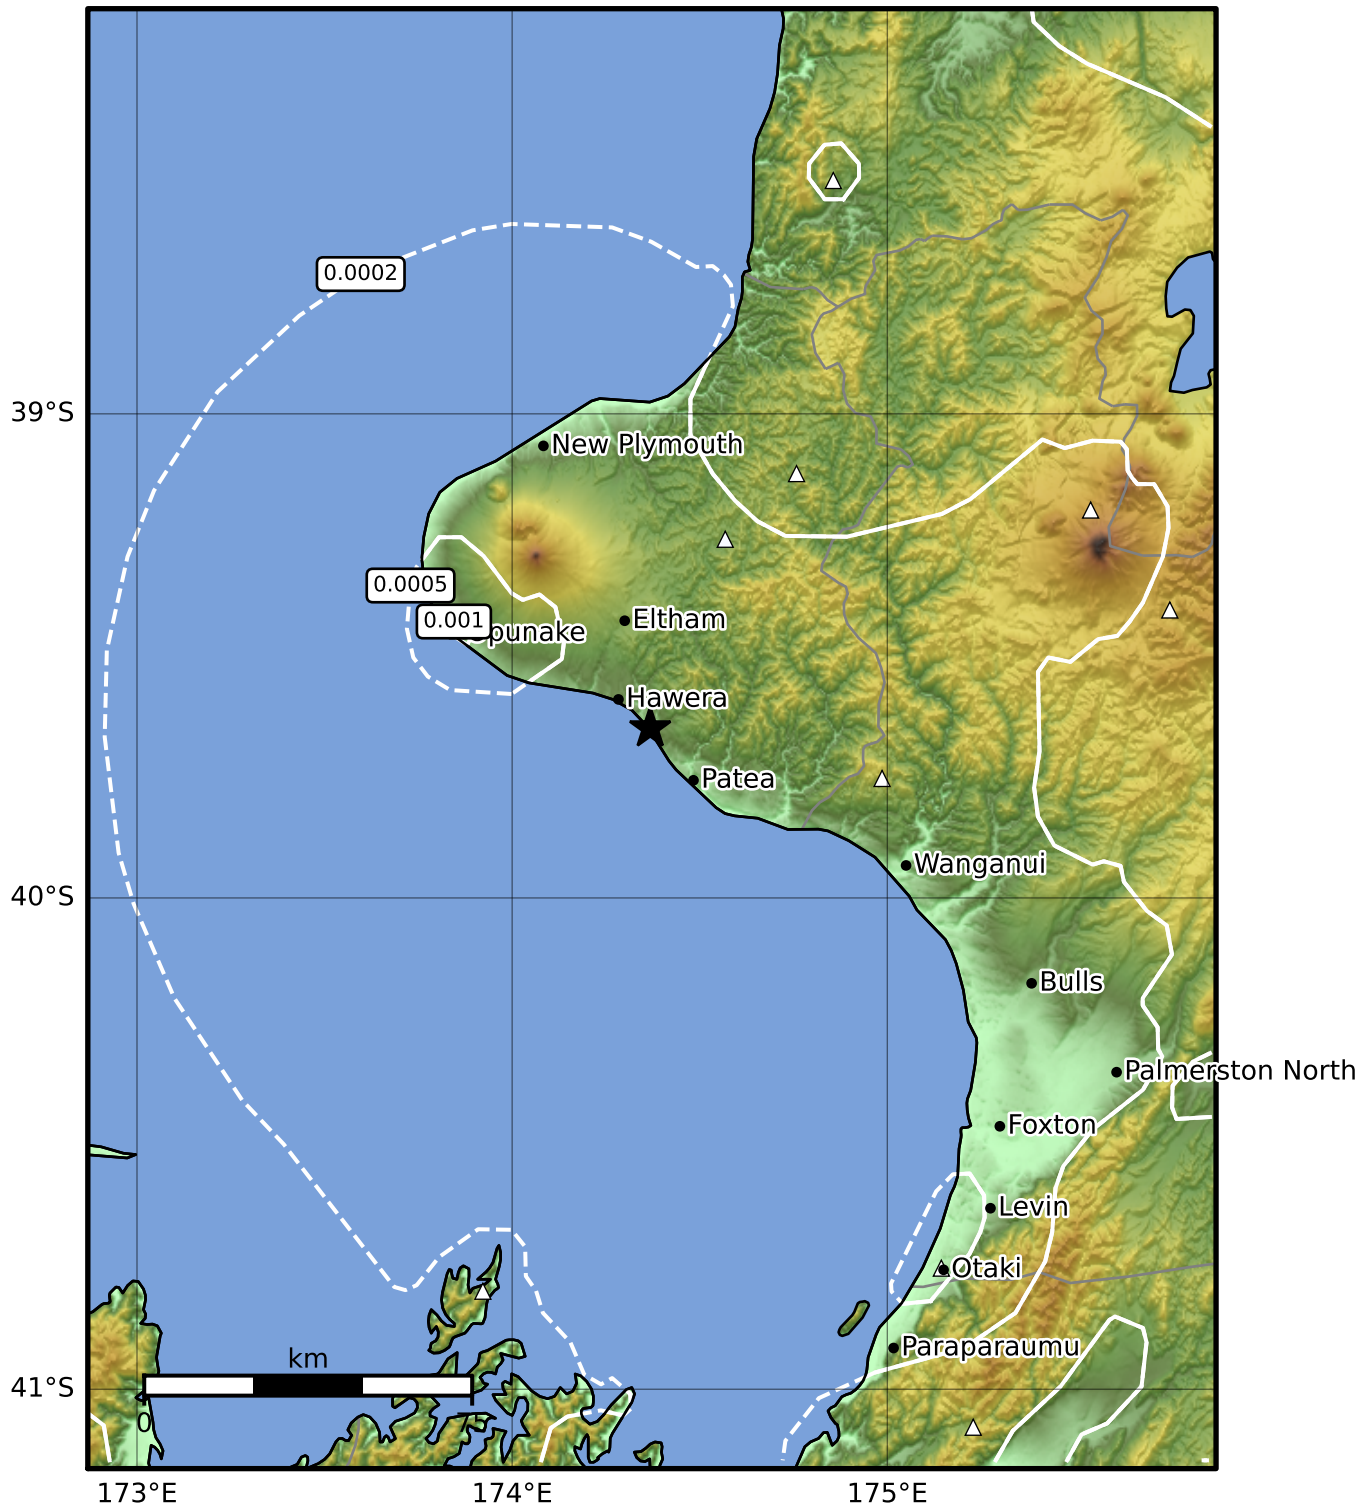 0.0002
39°S
New Plymouth
0.0005
0.001
punake
Eltham
Hawera
Patea
Wanganui
40°S
Bulls
Palmerston North
Foxton
Levin
Otaki
Paraparaumu
km
41°S
0
173°E
174°E
175°E